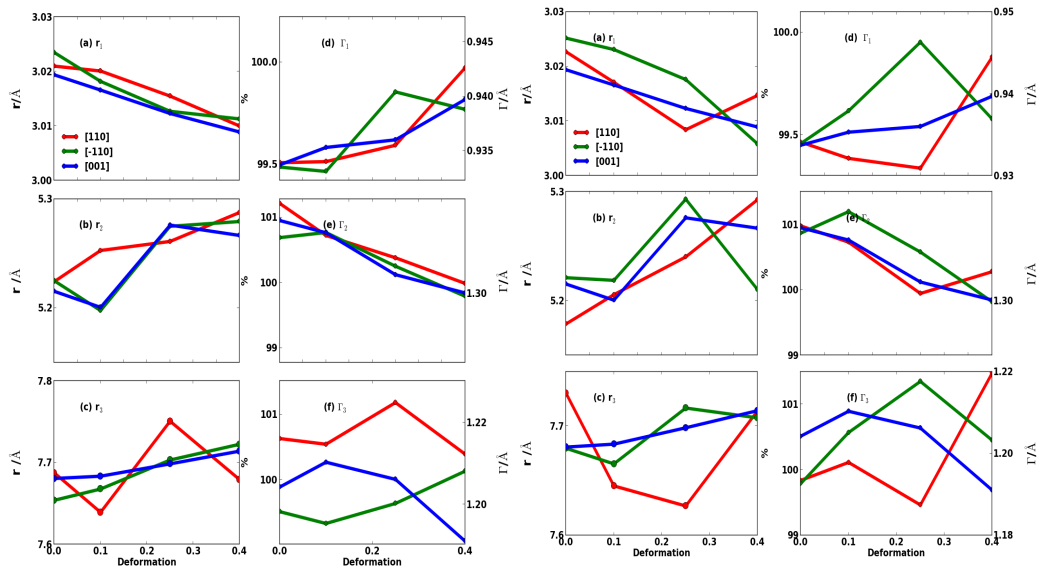 3.03
(a) r1
3.02
r /Å
3.01
[110]
[-110]
[001]
3.00
(d) Γ1
100.0
99.5
%
0.945
0.940
0.935
Γ/Å
5.3
(b) r2
r /Å
5.2
101
(e) Γ2
100
99
%
1.30
Γ/Å
7.8
(c) r3
7.7
r /Å
7.6
0.0 0.1 0.2 0.3 0.4
Deformation
101
(f) Γ3
100
%
1.22
1.20
Γ/Å
0.0 0.1 0.2 0.3 0.4
Deformation
3.03
(a) r1
3.02
r /Å
3.01
[110]
[-110]
[001]
3.00
(d) Γ1
100.0
99.5
%
0.95
0.94
0.93
Γ/Å
5.3
(b) r2
r /Å
5.2
101
(e) Γ2
100
99
%
1.30
Γ/Å
(c) r3
7.7
r /Å
7.6
0.0 0.1 0.2 0.3 0.4
Deformation
101
(f) Γ3
100
99
%
1.22
1.20
1.18
Γ/Å
0.0 0.1 0.2 0.3 0.4
Deformation